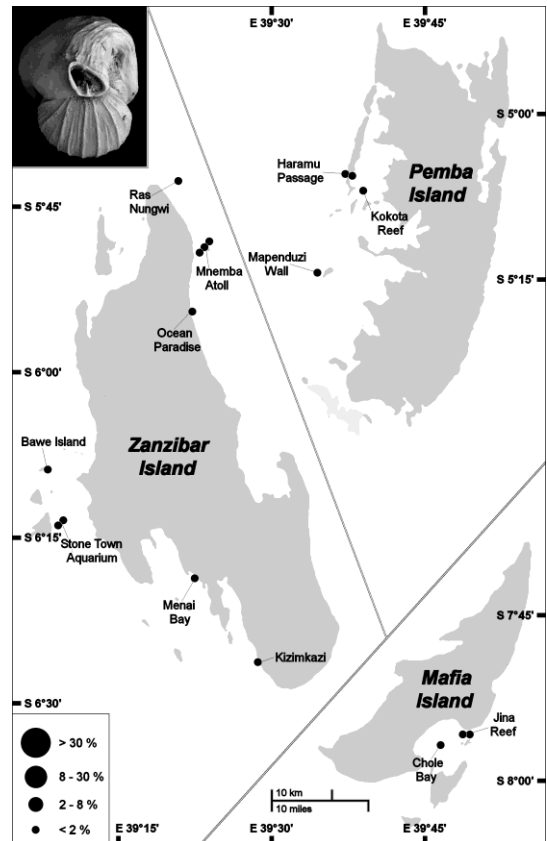 E 39°30'
E 39°45'
S 5°00'
Haramu
Passage
Pemba
Island
Ras
Nungwi
Kokota
Reef
S 5°45'
Mapenduzi
Wall
Mnemba
Atoll
S 5°15'
Ocean
Paradise
S 6°00'
Bawe Island
Zanzibar
Island
S 6°15'
Stone Town
Aquarium
Menai
Bay
S 7°45'
Kizimkazi
Mafia
Island
S 6°30'
Jina
Reef
Chole
Bay
> 30 %
8 - 30 %
2 - 8 %
< 2 %
10 km
10 miles
S 8°00'
E 39°15'
E 39°30'
E 39°45'